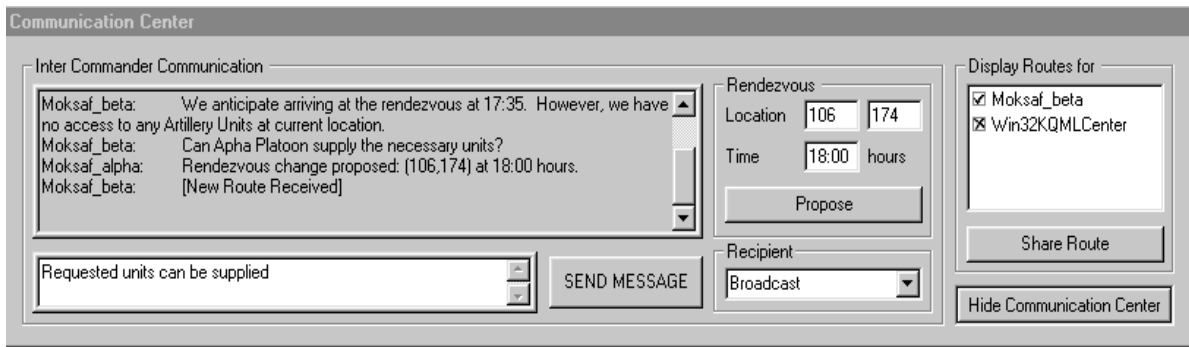 Communication Center
Inter Commander Communication
Moksaf_beta: We anticipate arriving at the rendezvous at 17:35. However, we have
no access to any Artillery Units at current location.
Moksaf_beta: Can Apha Platoon supply the necessary units?
Moksaf_alpha: Rendezvous change proposed: (106,174) at 18:00 hours.
Moksaf_beta: [New Route Received]
Requested units can be supplied
SEND MESSAGE
Rendezvous
Location 106 174
Time 18:00 hours
Propose
Recipient
Broadcast
Display Routes for
Moksaf_beta
Win32KQMLCenter
Share Route
Hide Communication Center